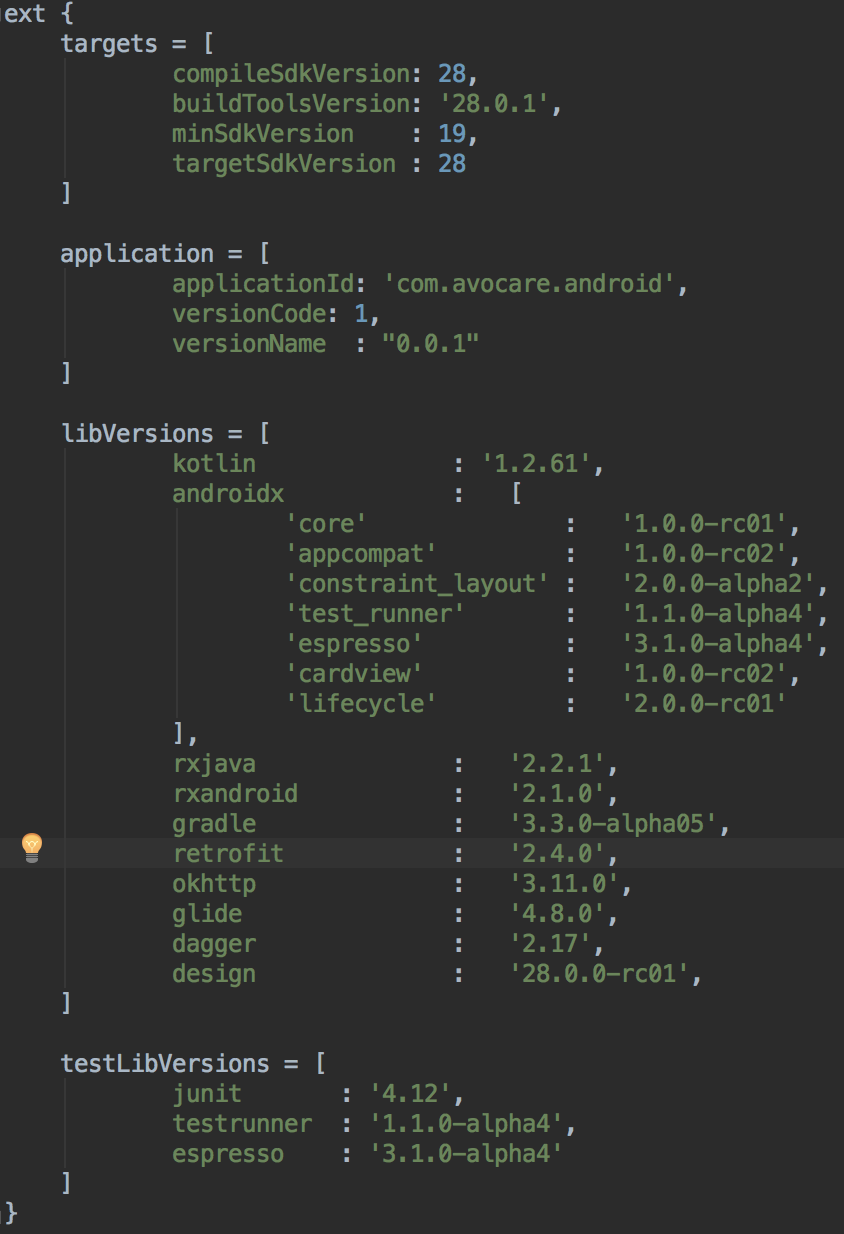 ext {
targets = [
compileSdkVersion: 28,
buildToolsVersion: '28.0.1',
minSdkVersion    : 19,
targetSdkVersion : 28
]
application = [
applicationId: 'com.avocare.android',
versionCode: 1,
versionName  : "0.0.1"
]
libVersions = [
kotlin              : '1.2.61',
androidx            :   [
'core'              :   '1.0.0-rc01',
'appcompat'         :   '1.0.0-rc02',
'constraint_layout' :   '2.0.0-alpha2',
'test_runner'       :   '1.1.0-alpha4',
'espresso'          :   '3.1.0-alpha4',
'cardview'          :   '1.0.0-rc02',
'lifecycle'         :   '2.0.0-rc01'
],
rxjava              :   '2.2.1',
rxandroid           :   '2.1.0',
gradle              :   '3.3.0-alpha05',
retrofit            :   '2.4.0',
okhttp              :   '3.11.0',
glide               :   '4.8.0',
dagger              :   '2.17',
design              :   '28.0.0-rc01',
]
testLibVersions = [
junit       : '4.12',
testrunner  : '1.1.0-alpha4',
espresso    : '3.1.0-alpha4'
]
}